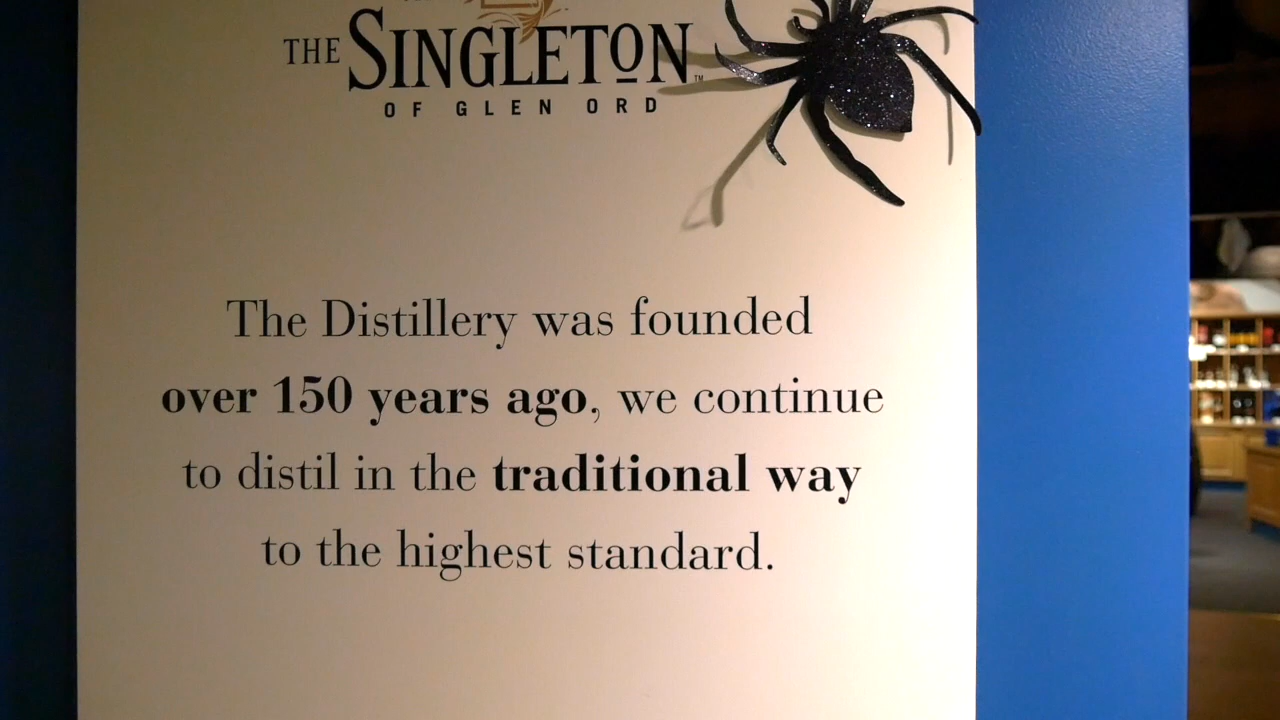 THE SINGLETON™
OF GLEN ORD
The Distillery was founded
over 150 years ago, we continue
to distil in the traditional way
to the highest standard.